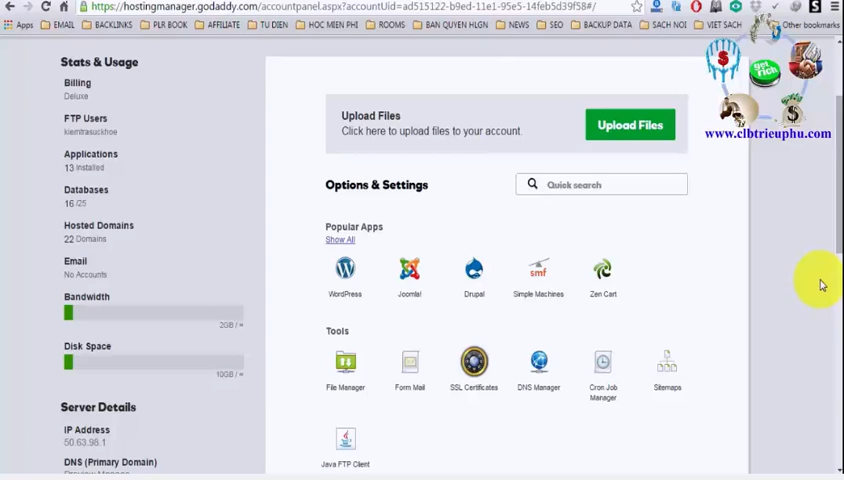 https://hostingmanager.godaddy.com/accountpanel.aspx?accountUid=ad515122-b9ed-11e1-95e5-14feb5d39f58#/
Apps EMAIL BACKLINKS PLR BOOK AFFILIATE TU DIEN HOC MIEN PHI ROOMS BAN QUYEN HLGN NEWS SEO BACKUP DATA SACH NOI VIET SACH Other bookmarks
get rich
www.clbtrieuphu.com
Stats & Usage
Billing
Deluxe
FTP Users
kiemtrasuckhoe
Applications
13 Installed
Databases
16 /25
Hosted Domains
22 Domains
Email
No Accounts
Bandwidth
2GB / ∞
Disk Space
10GB / ∞
Server Details
IP Address
50.63.98.1
DNS (Primary Domain)
Upload Files
Click here to upload files to your account.
Upload Files
Options & Settings
Quick search
Popular Apps
Show All
WordPress Joomla! Drupal Simple Machines Zen Cart
smf
Tools
File Manager Form Mail SSL Certificates DNS Manager Cron Job Manager Sitemaps
Java FTP Client